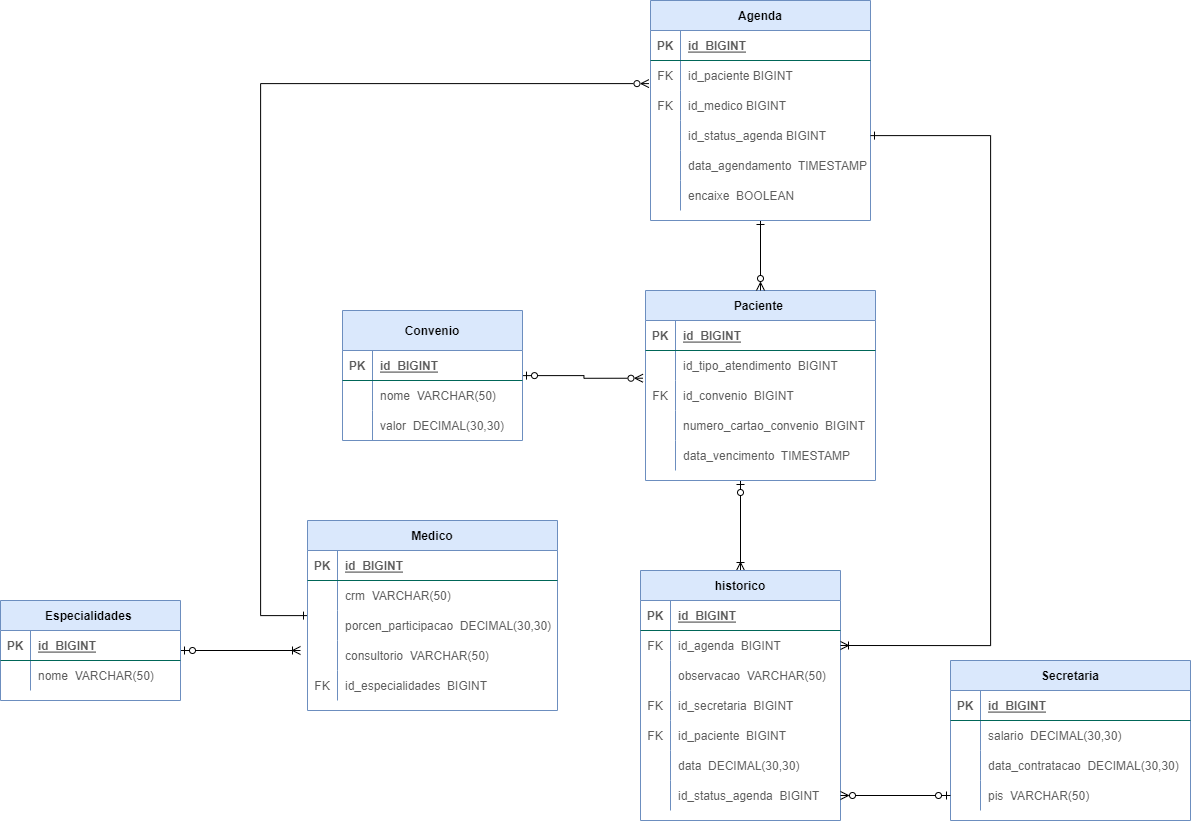 Agenda
PK id_BIGINT
FK id_paciente BIGINT
FK id_medico BIGINT
id_status_agenda BIGINT
data_agendamento TIMESTAMP
encaixe BOOLEAN
Convenio
PK id_BIGINT
nome VARCHAR(50)
valor DECIMAL(30,30)
Paciente
PK id_BIGINT
id_tipo_atendimento BIGINT
FK id_convenio BIGINT
numero_cartao_convenio BIGINT
data_vencimento TIMESTAMP
Especialidades
PK id_BIGINT
nome VARCHAR(50)
Medico
PK id_BIGINT
crm VARCHAR(50)
porcen_participacao DECIMAL(30,30)
consultorio VARCHAR(50)
FK id_especialidades BIGINT
historico
PK id_BIGINT
FK id_agenda BIGINT
observacao VARCHAR(50)
FK id_secretaria BIGINT
FK id_paciente BIGINT
data DECIMAL(30,30)
id_status_agenda BIGINT
Secretaria
PK id_BIGINT
salario DECIMAL(30,30)
data_contratacao DECIMAL(30,30)
pis VARCHAR(50)